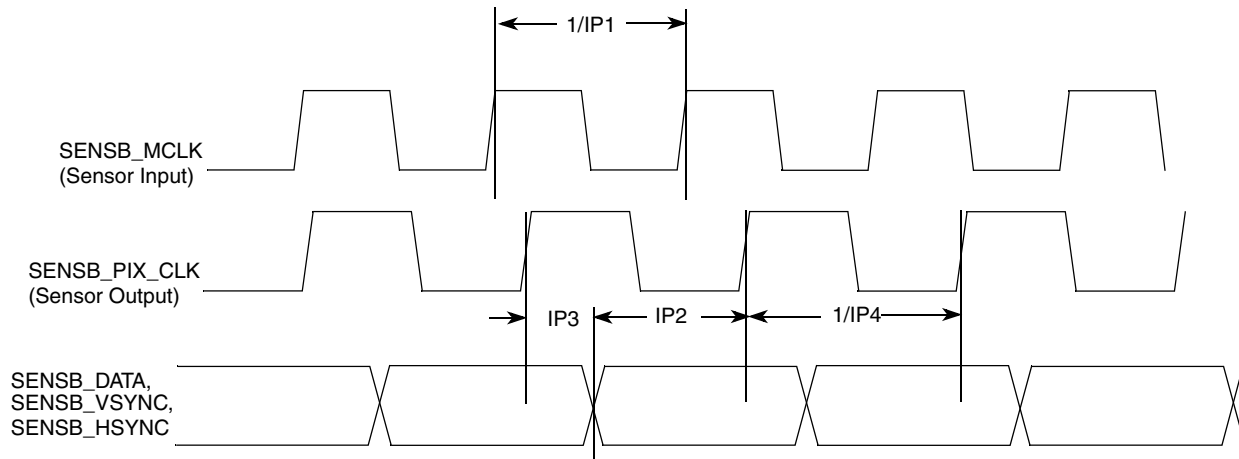 1/IP1
SENSB_MCLK
(Sensor Input)
SENSB_PIX_CLK
(Sensor Output)
IP3
IP2
1/IP4
SENSB_DATA,
SENSB_VSYNC,
SENSB_HSYNC